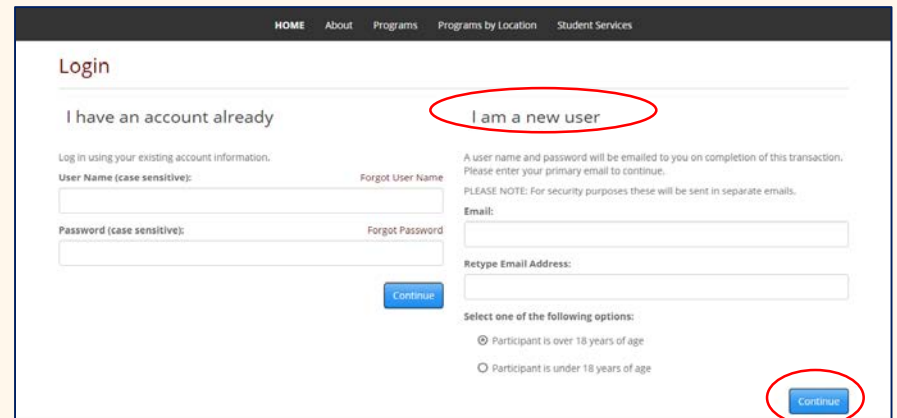 HOME About Programs Programs by Location Student Services
Login
I have an account already
Log in using your existing account information.
User Name (case sensitive): Forgot User Name
Password (case sensitive): Forgot Password
Continue
I am a new user
A user name and password will be emailed to you on completion of this transaction.
Please enter your primary email to continue.
PLEASE NOTE: For security purposes these will be sent in separate emails.
Email:
Retype Email Address:
Select one of the following options:
Participant is over 18 years of age
Participant is under 18 years of age
Continue